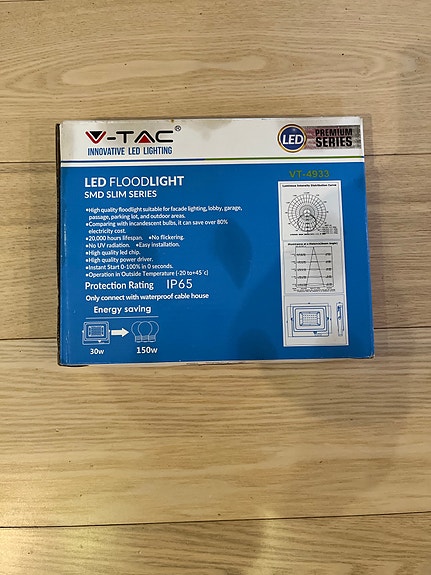 V-TAC®
INNOVATIVE LED LIGHTING
LED
PREMIUM
SERIES
VT-4933
LED FLOODLIGHT
SMD SLIM SERIES
•High quality floodlight suitable for facade lighting, lobby, garage,
passage, parking lot, and outdoor areas.
•Comparing with incandescent bulbs, it can save over 80%
electricity cost.
•20,000 hours lifespan. •No flickering.
•No UV radiation. •Easy installation.
•High quality led chip.
•High quality power driver.
•Instant Start 0-100% in 0 seconds.
•Operation in Outside Temperature (-20 to+45°c)
Protection Rating IP65
Only connect with waterproof cable house
Energy saving
30w 150w
Luminous Intensity Distribution Curve